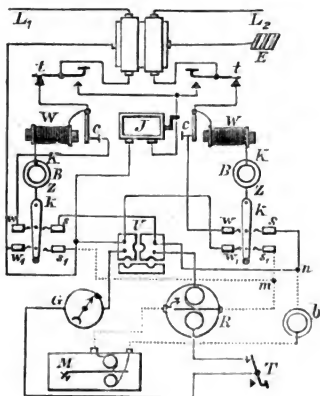 L₁ L₂
E
t t
W J W
c c
K K
B B
Z Z
K K
w s U w s
w₁ s₁ w₁ s₁
n
m
G R b
M T